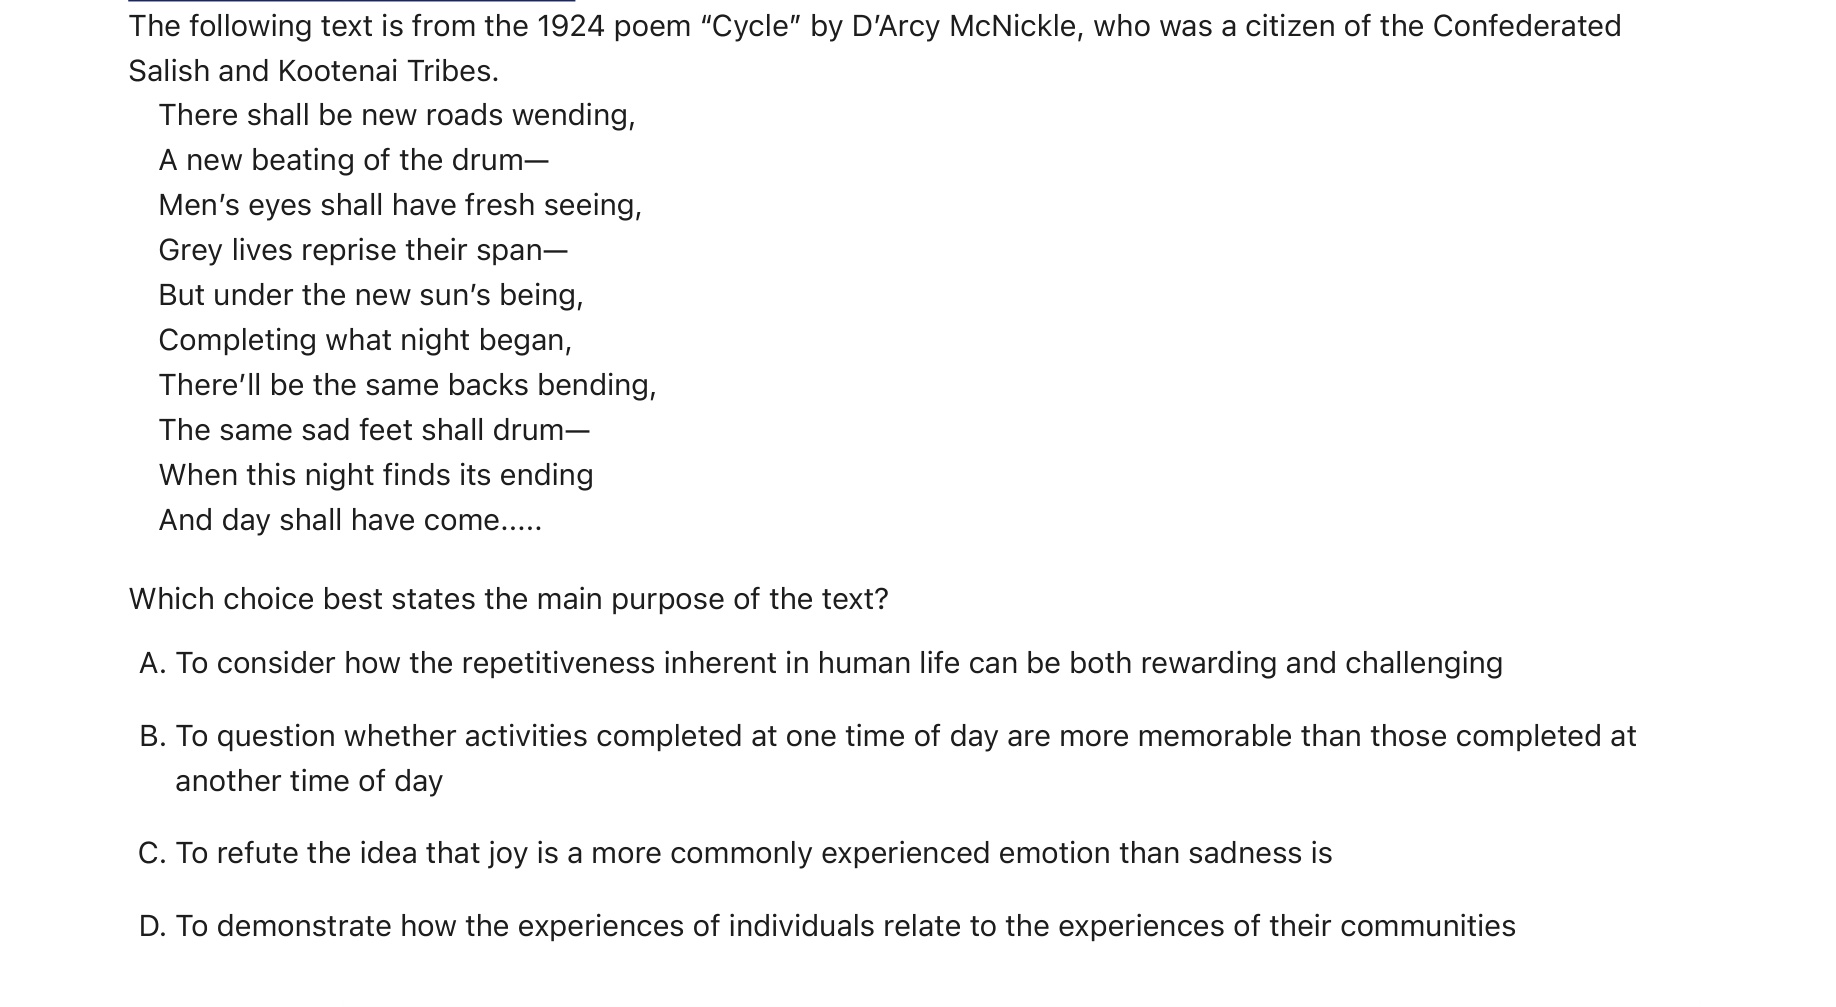 The following text is from the 1924 poem “Cycle” by D’Arcy McNickle, who was a citizen of the Confederated
Salish and Kootenai Tribes.
There shall be new roads wending,
A new beating of the drum—
Men’s eyes shall have fresh seeing,
Grey lives reprise their span—
But under the new sun’s being,
Completing what night began,
There’ll be the same backs bending,
The same sad feet shall drum—
When this night finds its ending
And day shall have come.....
Which choice best states the main purpose of the text?
A. To consider how the repetitiveness inherent in human life can be both rewarding and challenging
B. To question whether activities completed at one time of day are more memorable than those completed at
another time of day
C. To refute the idea that joy is a more commonly experienced emotion than sadness is
D. To demonstrate how the experiences of individuals relate to the experiences of their communities